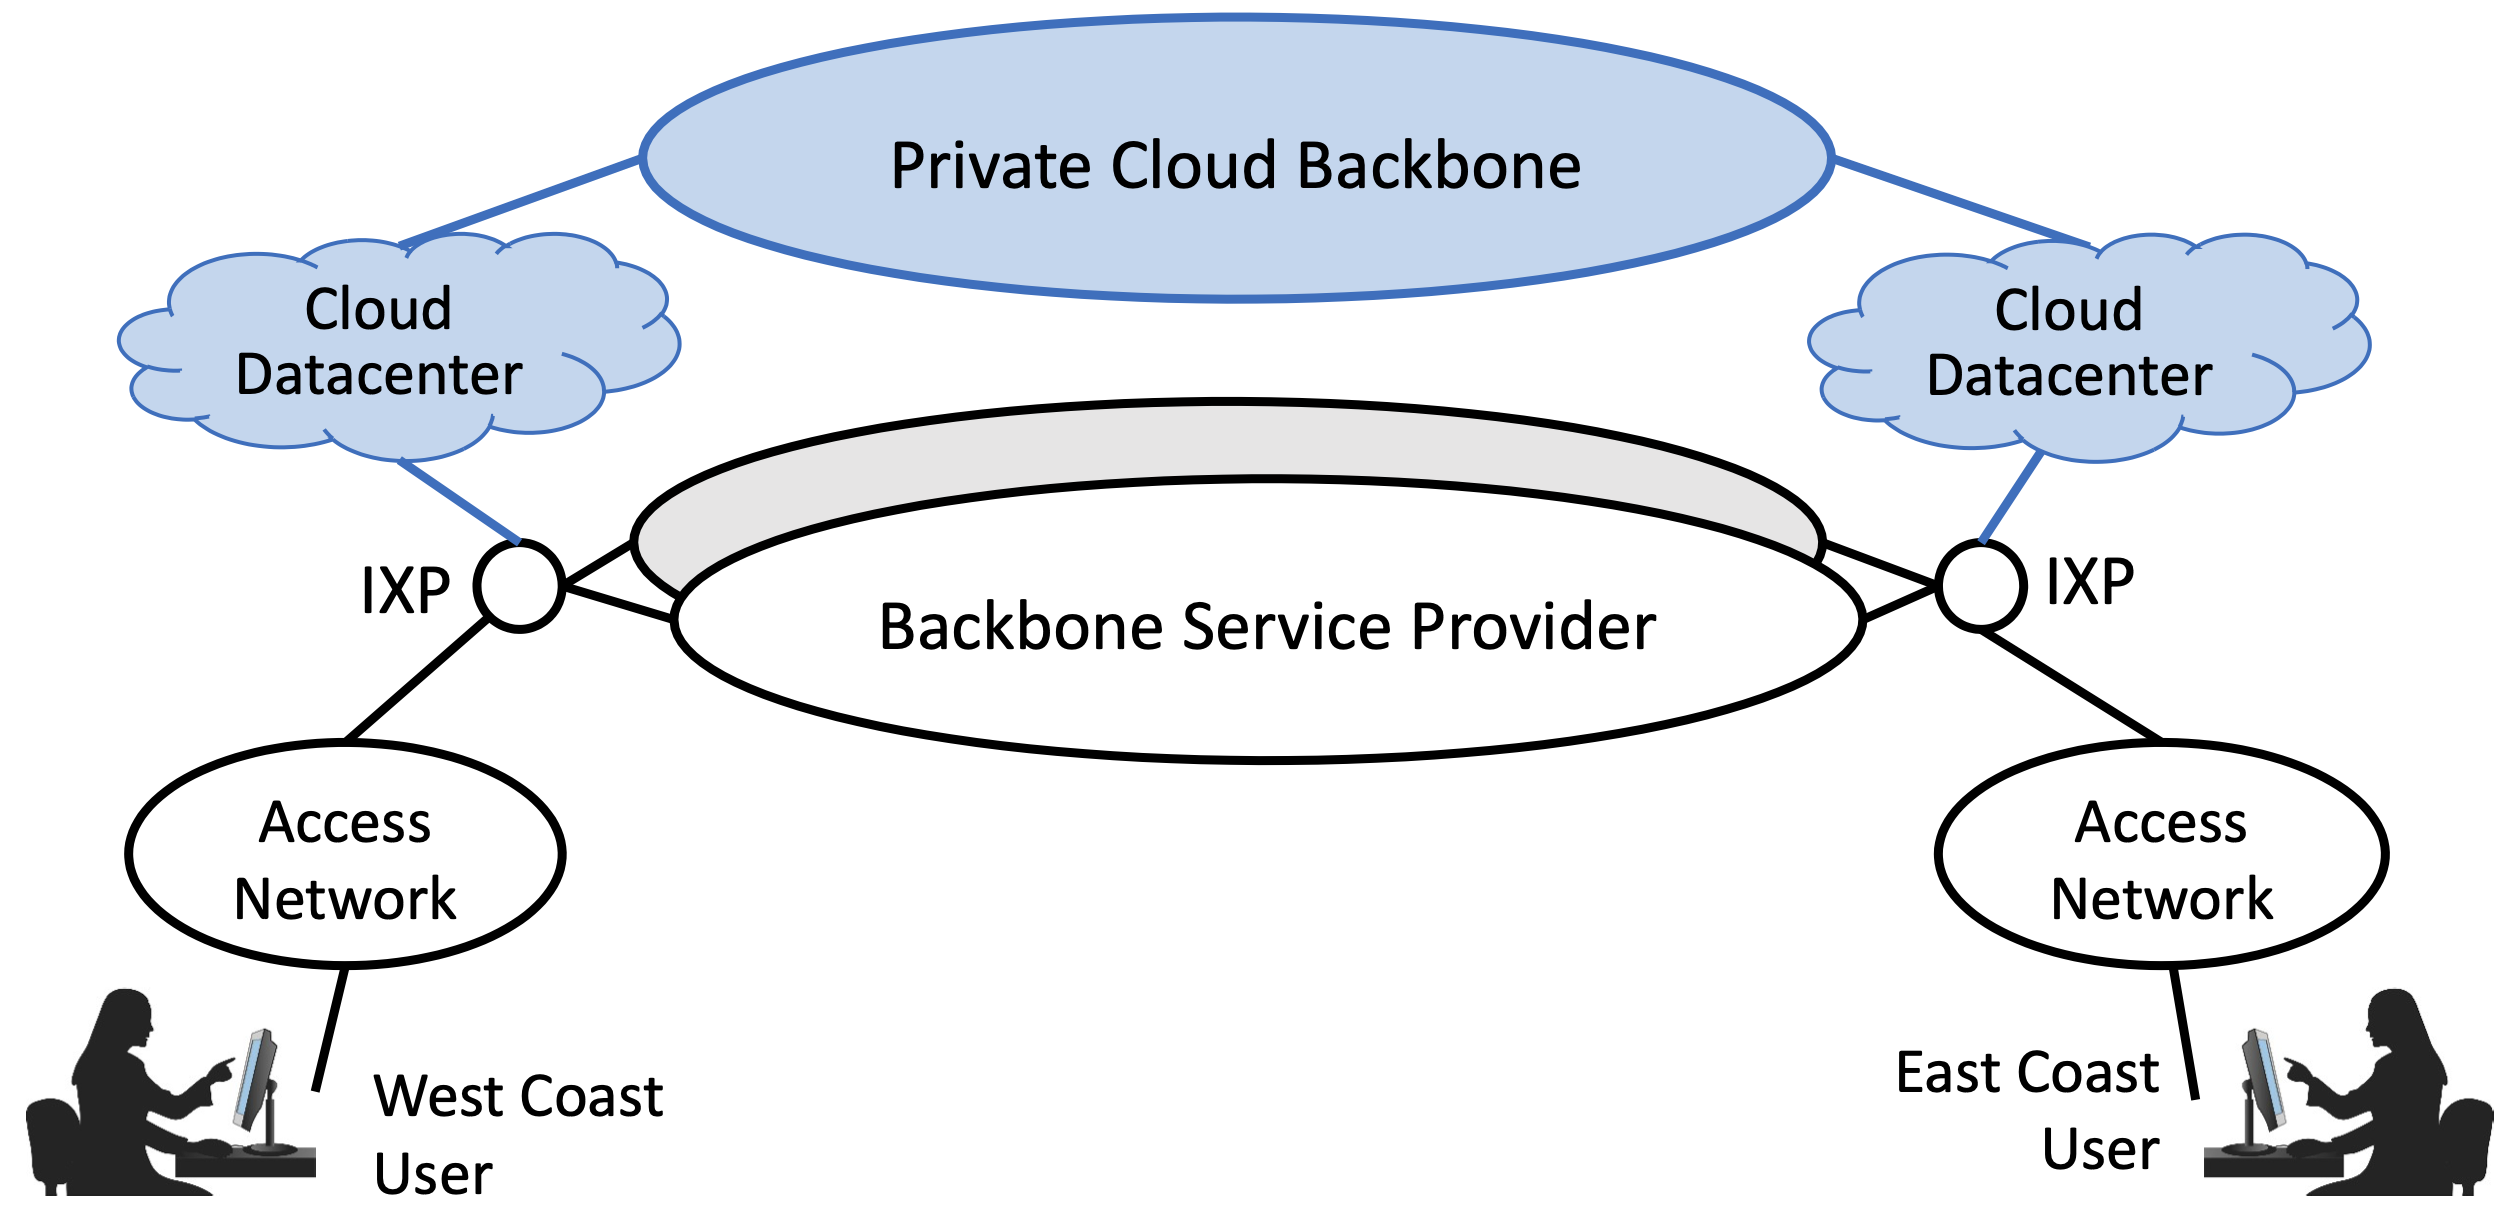 Private Cloud Backbone
Cloud
Datacenter
Cloud
Datacenter
IXP
Backbone Service Provider
IXP
Access
Network
Access
Network
West Coast
User
East Coast
User